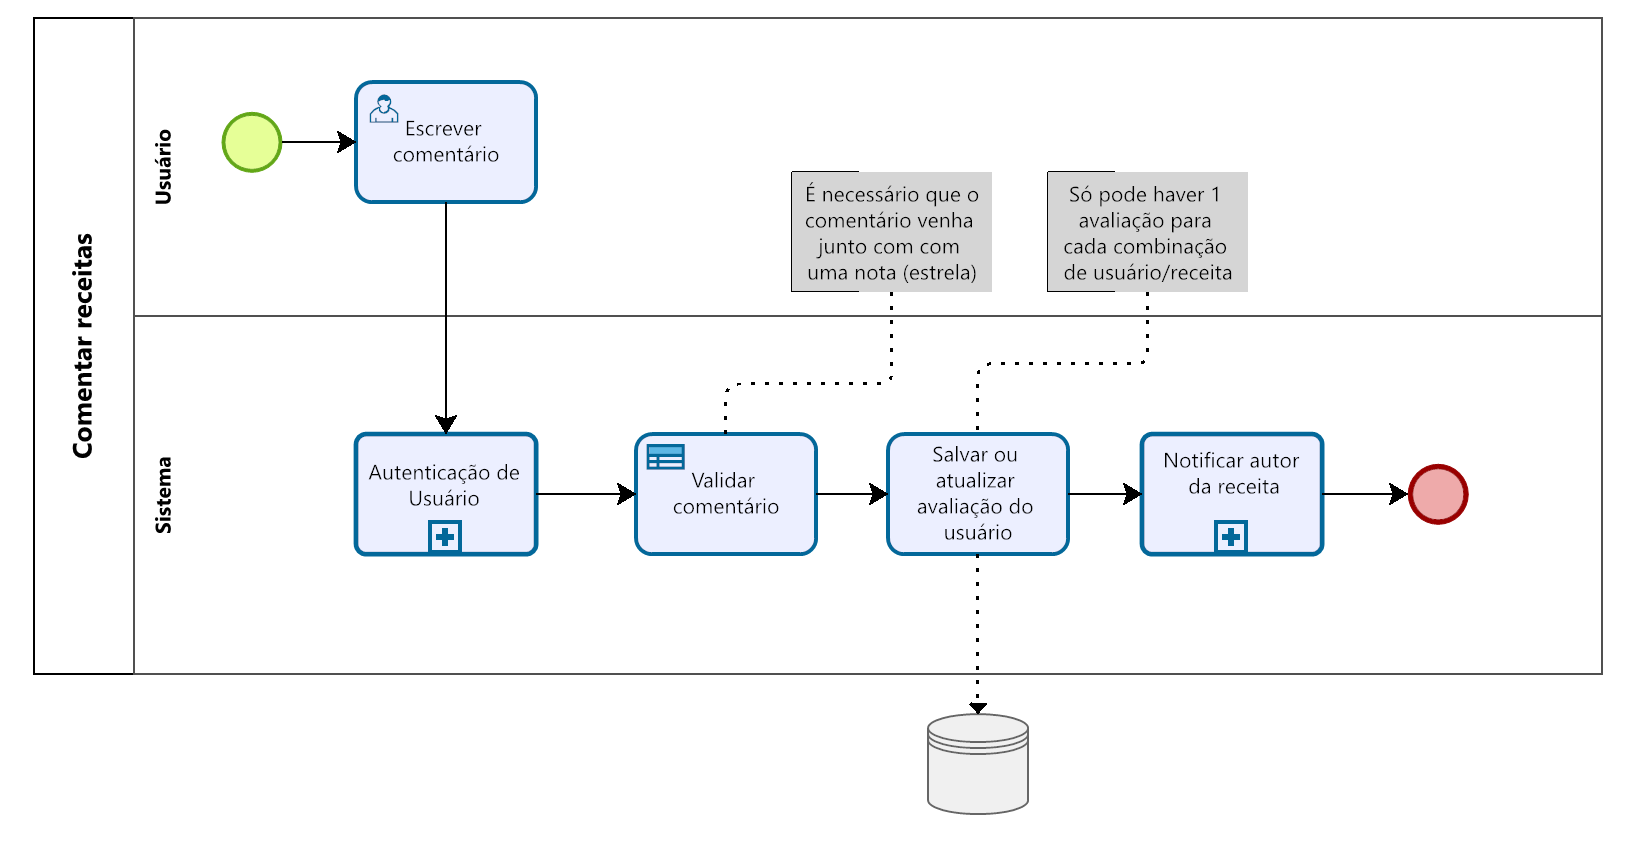 Comentar receitas
Usuário
Escrever
comentário
É necessário que o
comentário venha
junto com com
uma nota (estrela)
Só pode haver 1
avaliação para
cada combinação
de usuário/receita
Sistema
Autenticação de
Usuário
Validar
comentário
Salvar ou
atualizar
avaliação do
usuário
Notificar autor
da receita